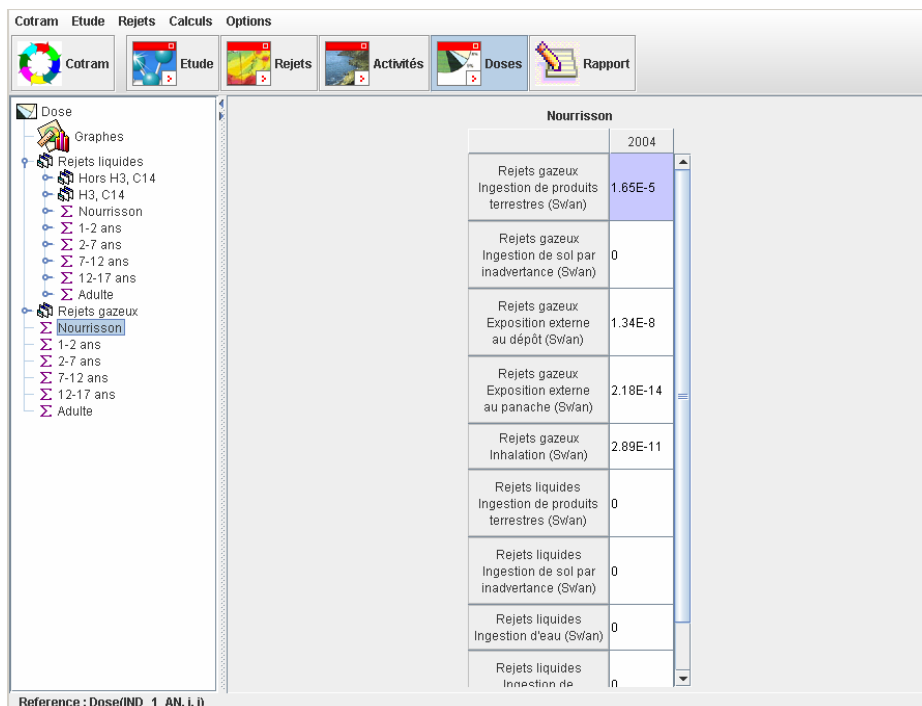 Cotram Etude Rejets Calculs Options
Cotram Etude Rejets Activités Doses Rapport
Dose
Graphes
Rejets liquides
Hors H3, C14
H3, C14
Σ Nourrisson
Σ 1-2 ans
Σ 2-7 ans
Σ 7-12 ans
Σ 12-17 ans
Σ Adulte
Rejets gazeux
Σ Nourrisson
Σ 1-2 ans
Σ 2-7 ans
Σ 7-12 ans
Σ 12-17 ans
Σ Adulte
Nourrisson
2004
Rejets gazeux
Ingestion de produits
terrestres (Sv/an)
1.65E-5
Rejets gazeux
Ingestion de sol par
inadvertance (Sv/an)
0
Rejets gazeux
Exposition externe
au dépôt (Sv/an)
1.34E-8
Rejets gazeux
Exposition externe
au panache (Sv/an)
2.18E-14
Rejets gazeux
Inhalation (Sv/an)
2.89E-11
Rejets liquides
Ingestion de produits
terrestres (Sv/an)
0
Rejets liquides
Ingestion de sol par
inadvertance (Sv/an)
0
Rejets liquides
Ingestion d'eau (Sv/an)
0
Rejets liquides
Ingestion de
0
Reference : Dose(IND_1_AN, i, j)